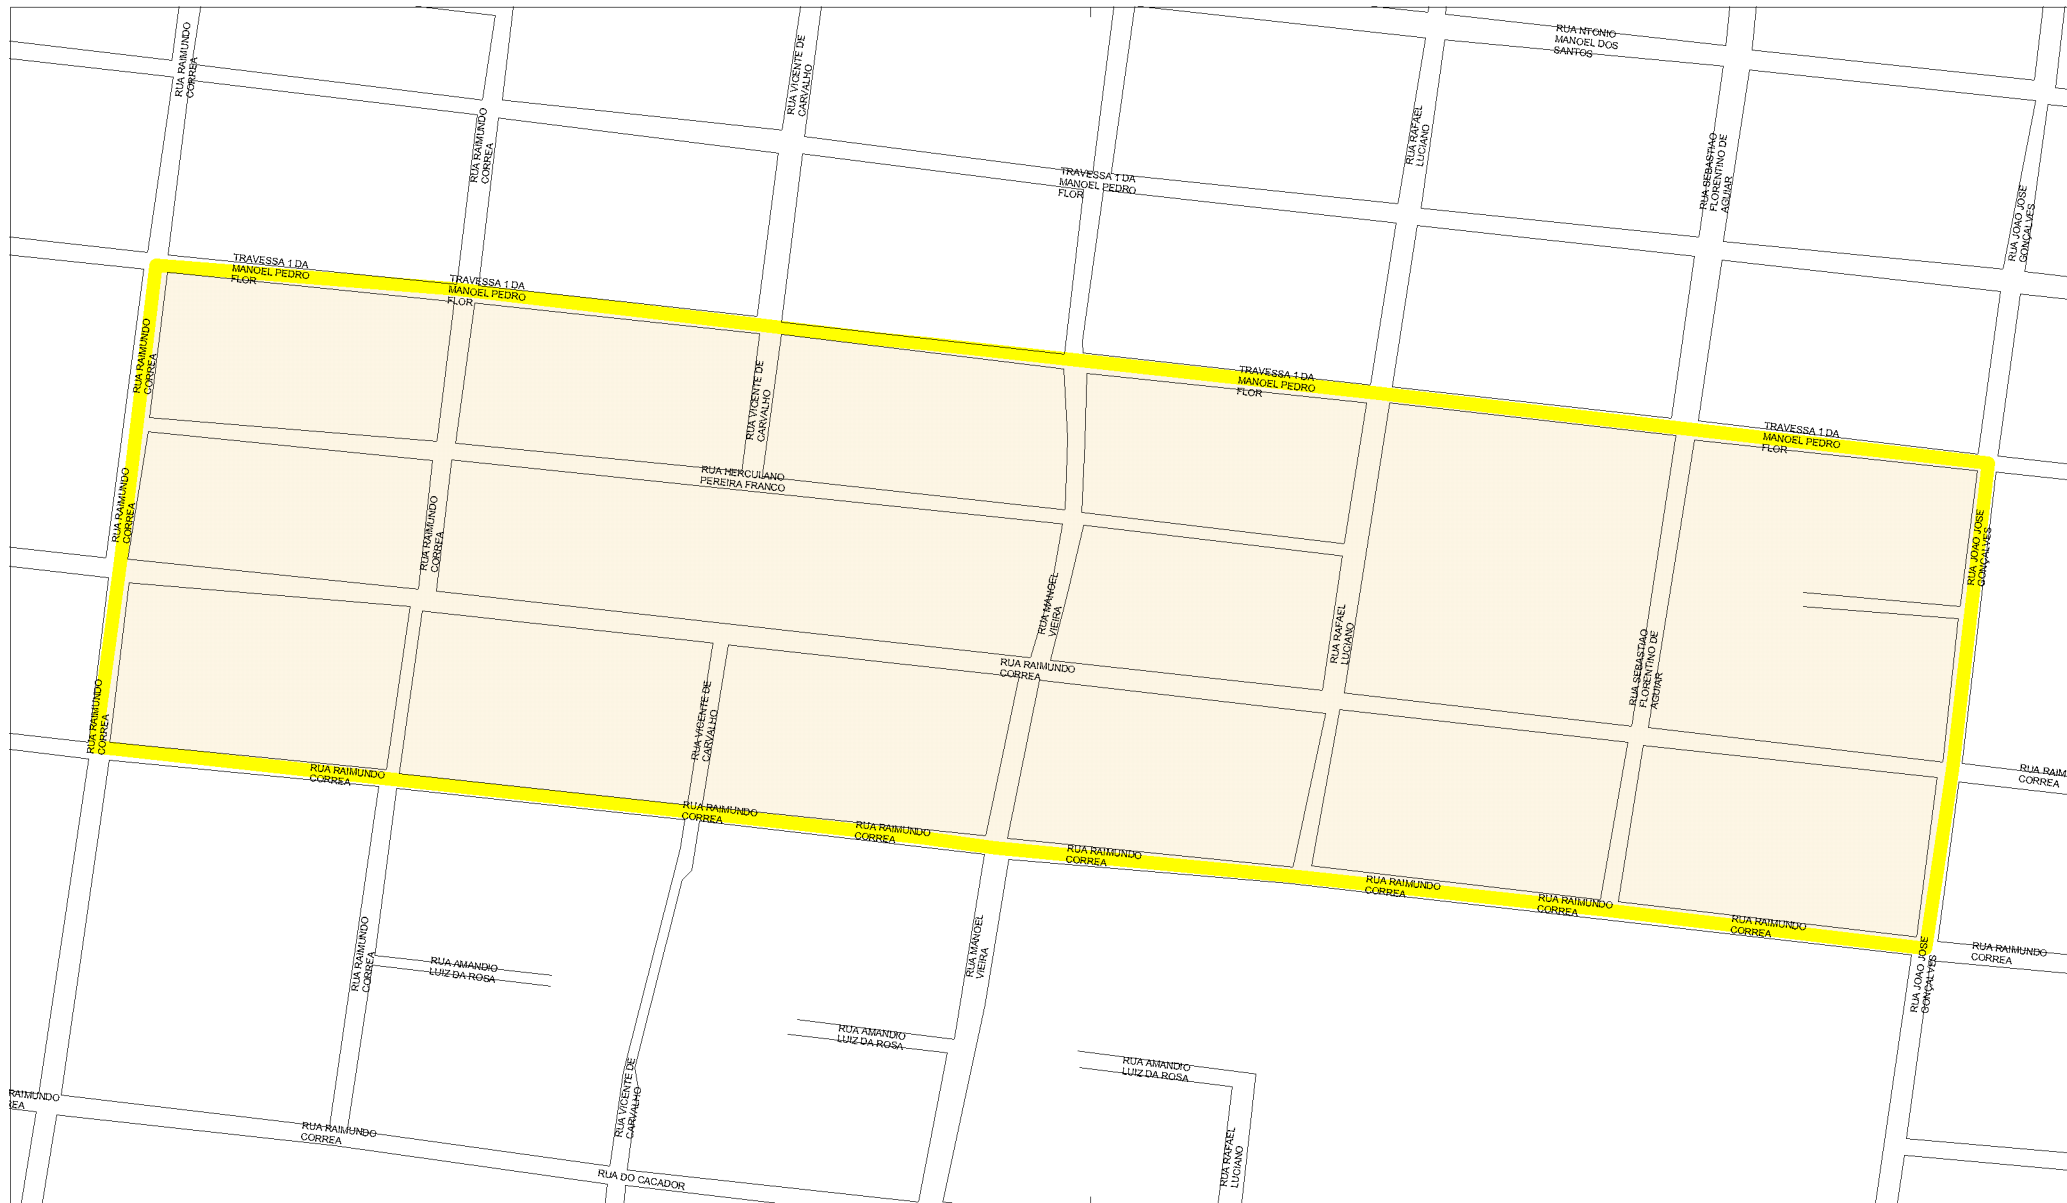 RUA RAIMUNDO
CORREA
RUA VICENTE DE
CARVALHO
RUA NTONIO
MANOEL DOS
SANTOS
RUA RAIMUNDO
CORREA
RUA RAFAEL
LUCIANO
RUA SEBASTIAO
FLORENTINO DE
AGUIAR
TRAVESSA 1 DA
MANOEL PEDRO
FLOR
RUA JOAO JOSE
GONÇALVES
TRAVESSA 1 DA
MANOEL PEDRO
FLOR
TRAVESSA 1 DA
MANOEL PEDRO
FLOR
RUA RAIMUNDO
CORREA
RUA VICENTE DE
CARVALHO
TRAVESSA 1 DA
MANOEL PEDRO
FLOR
TRAVESSA 1 DA
MANOEL PEDRO
FLOR
RUA HERCULANO
PEREIRA FRANCO
RUA RAIMUNDO
CORREA
RUA RAIMUNDO
CORREA
RUA JOAO JOSE
GONÇALVES
RUA MANOEL
VIEIRA
RUA RAFAEL
LUCIANO
RUA SEBASTIAO
FLORENTINO DE
AGUIAR
RUA RAIMUNDO
CORREA
RUA RAIMUNDO
CORREA
RUA VICENTE DE
CARVALHO
RUA RAIMUNDO
CORREA
RUA RAIM
CORREA
RUA RAIMUNDO
CORREA
RUA RAIMUNDO
CORREA
RUA RAIMUNDO
CORREA
RUA RAIMUNDO
CORREA
RUA RAIMUNDO
CORREA
RUA RAIMUNDO
CORREA
RUA RAIMUNDO
CORREA
RUA RAIMUNDO
CORREA
RUA MANOEL
VIEIRA
RUA JOAO JOSE
GONÇALVES
RUA AMANDIO
LUIZ DA ROSA
RUA AMANDIO
LUIZ DA ROSA
RUA AMANDIO
LUIZ DA ROSA
RAIMUNDO
REA
RUA RAIMUNDO
CORREA
RUA VICENTE DE
CARVALHO
RUA RAFAEL
LUCIANO
RUA DO CACADOR